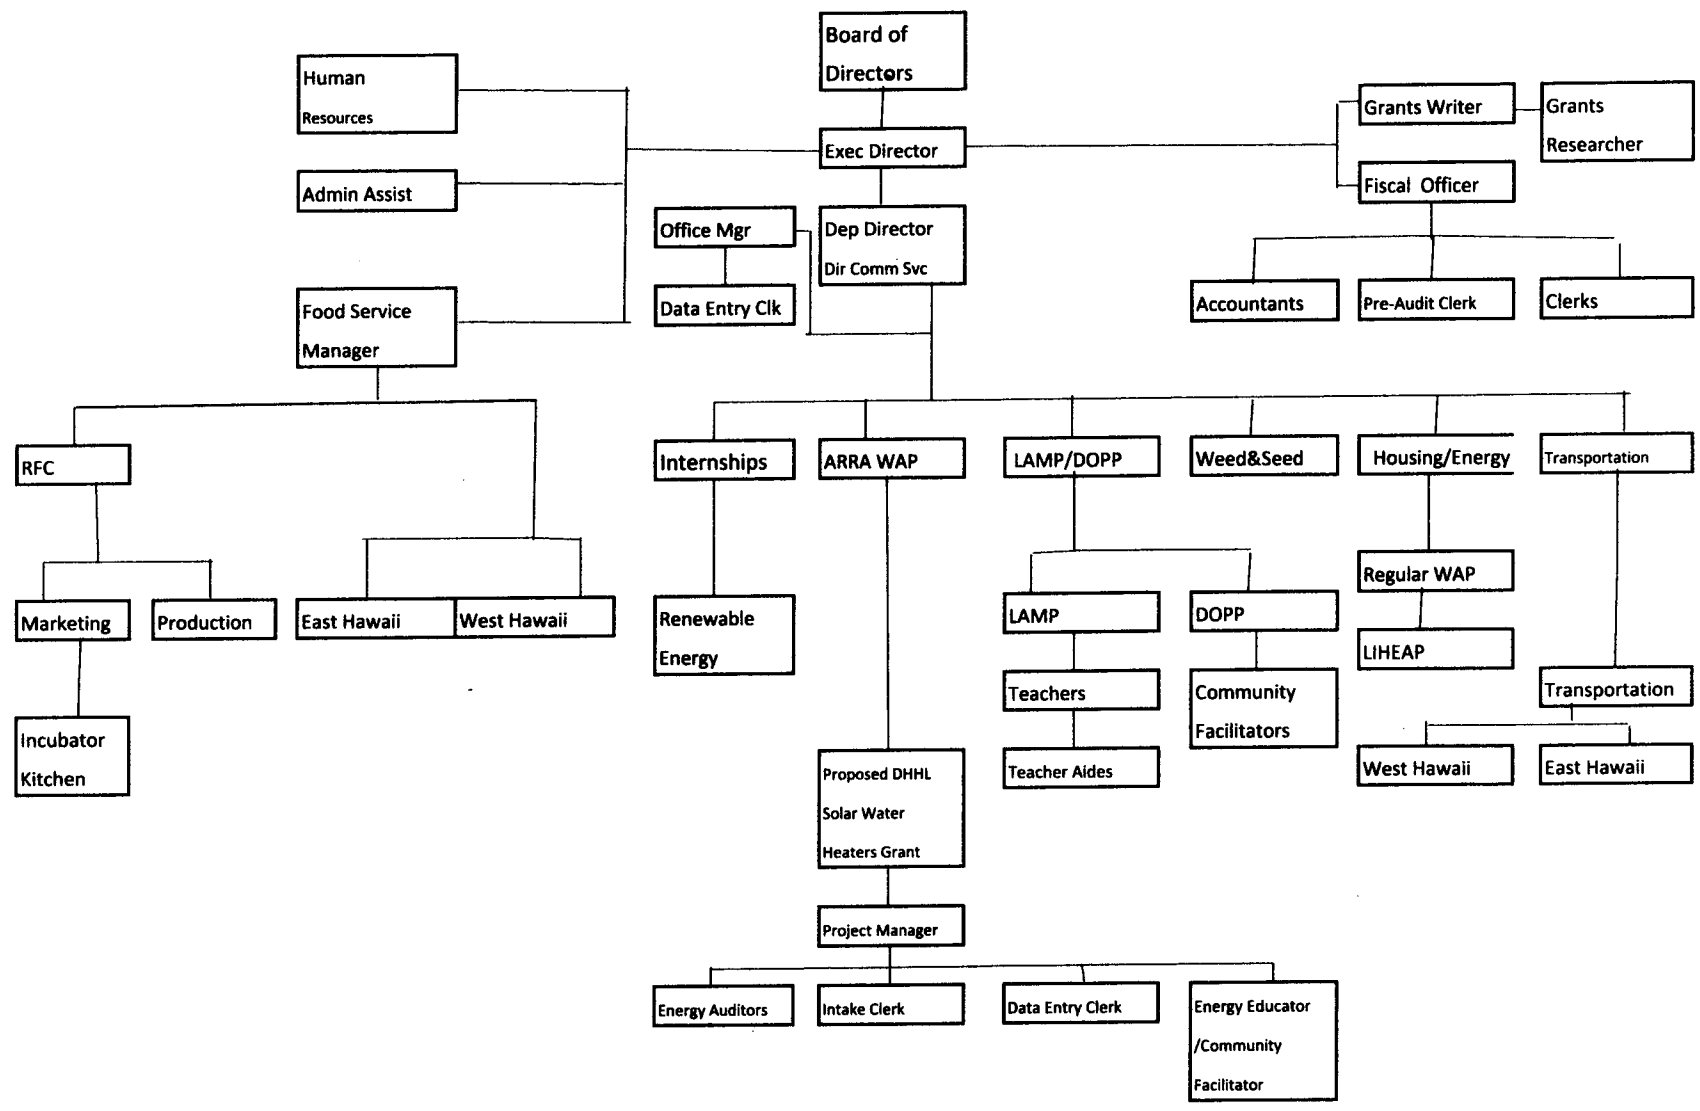 Board of
Directors
Human
Resources
Grants Writer
Grants
Researcher
Exec Director
Admin Assist
Fiscal Officer
Office Mgr
Dep Director
Dir Comm Svc
Food Service
Manager
Data Entry Clk
Accountants
Pre-Audit Clerk
Clerks
RFC
Internships
ARRA WAP
LAMP/DOPP
Weed&Seed
Housing/Energy
Transportation
Marketing
Production
East Hawaii
West Hawaii
Renewable
Energy
LAMP
DOPP
Regular WAP
LIHEAP
Teachers
Community
Facilitators
Transportation
Incubator
Kitchen
Teacher Aides
West Hawaii
East Hawaii
Proposed DHHL
Solar Water
Heaters Grant
Project Manager
Energy Auditors
Intake Clerk
Data Entry Clerk
Energy Educator
/Community
Facilitator